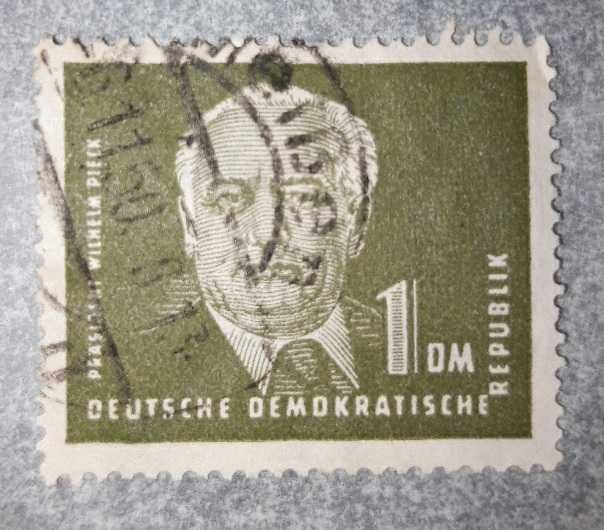 PRÄSIDENT WILHELM PIECK
1 DM
DEUTSCHE DEMOKRATISCHE
REPUBLIK